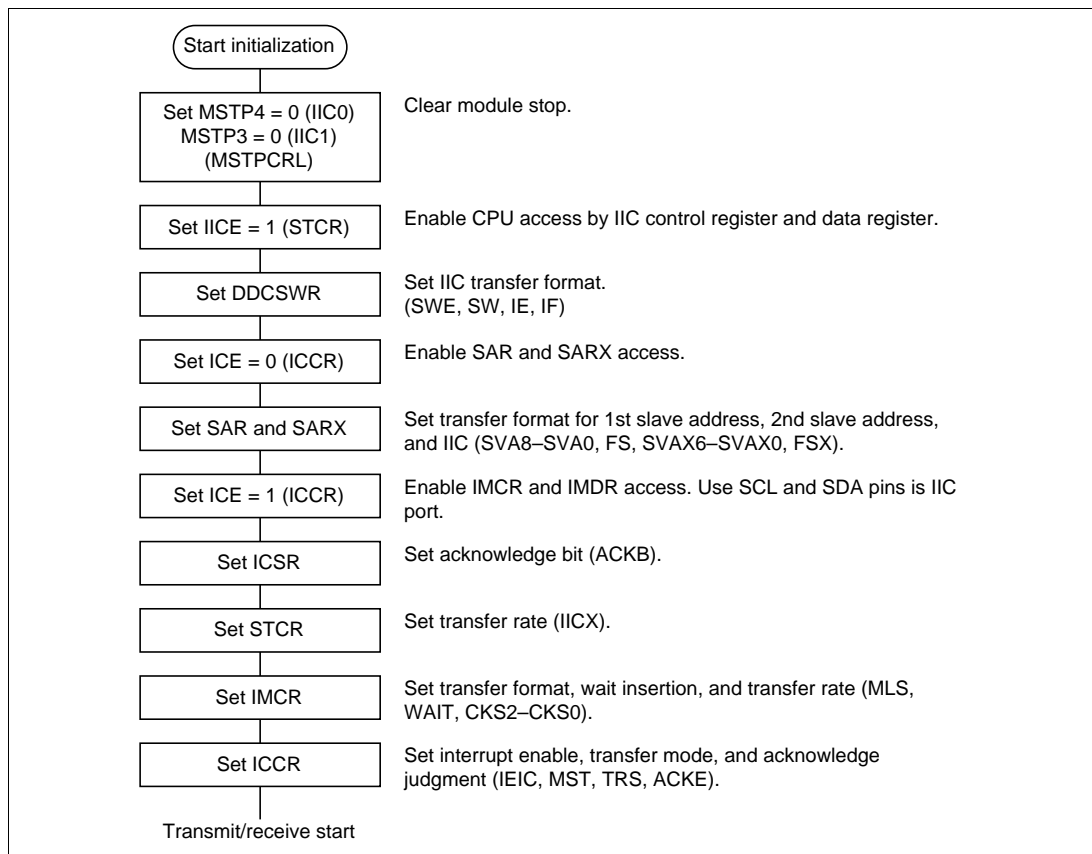 Start initialization
Set MSTP4 = 0 (IIC0)
MSTP3 = 0 (IIC1)
(MSTPCRL)
Clear module stop.
Set IICE = 1 (STCR)
Enable CPU access by IIC control register and data register.
Set DDCSWR
Set IIC transfer format.
(SWE, SW, IE, IF)
Set ICE = 0 (ICCR)
Enable SAR and SARX access.
Set SAR and SARX
Set transfer format for 1st slave address, 2nd slave address,
and IIC (SVA8–SVA0, FS, SVAX6–SVAX0, FSX).
Set ICE = 1 (ICCR)
Enable IMCR and IMDR access. Use SCL and SDA pins is IIC
port.
Set ICSR
Set acknowledge bit (ACKB).
Set STCR
Set transfer rate (IICX).
Set IMCR
Set transfer format, wait insertion, and transfer rate (MLS,
WAIT, CKS2–CKS0).
Set ICCR
Set interrupt enable, transfer mode, and acknowledge
judgment (IEIC, MST, TRS, ACKE).
Transmit/receive start